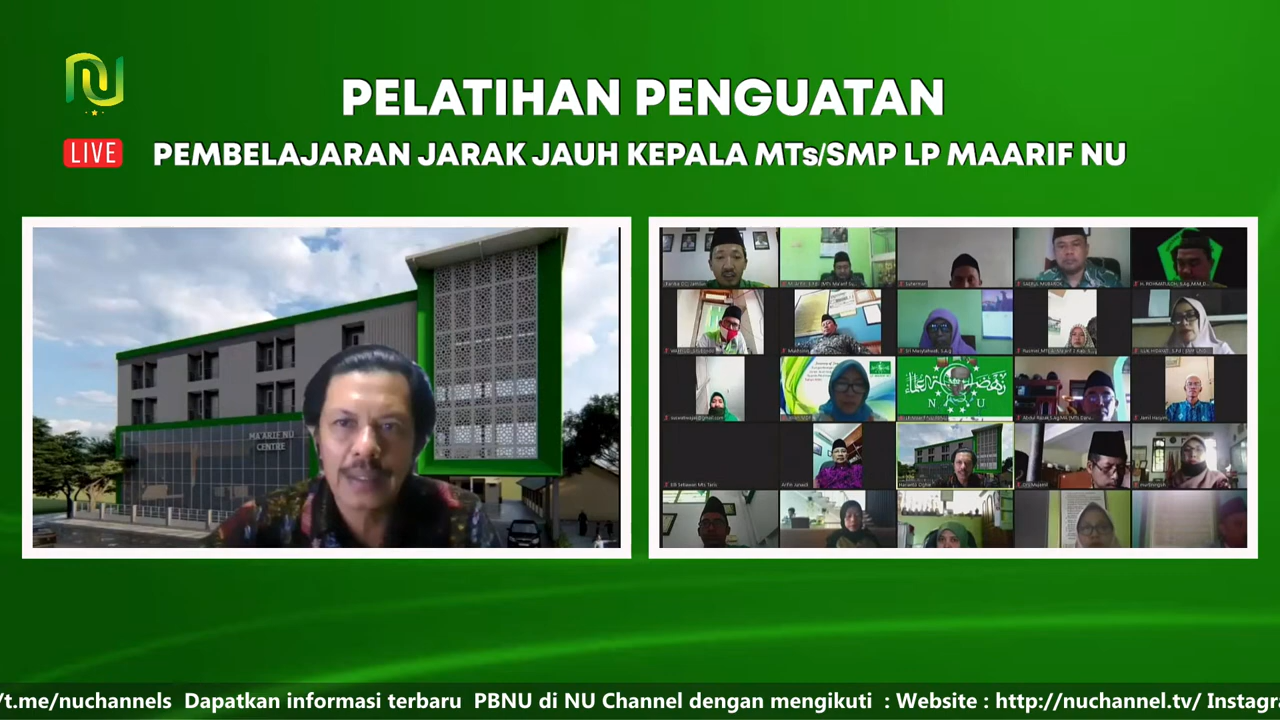 PELATIHAN PENGUATAN
LIVE
PEMBELAJARAN JARAK JAUH KEPALA MTs/SMP LP MAARIF NU
MA'ARIF NU
CENTRE
N U
/t.me/nuchannels Dapatkan informasi terbaru PBNU di NU Channel dengan mengikuti : Website : http://nuchannel.tv/ Instagr